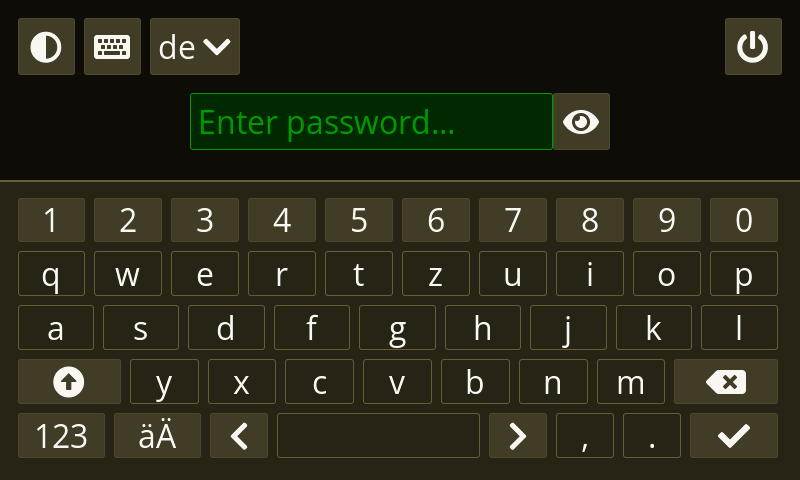 de
Enter password...
1 2 3 4 5 6 7 8 9 0
q w e r t z u i o p
a s d f g h j k l
y x c v b n m
123 äÄ , .